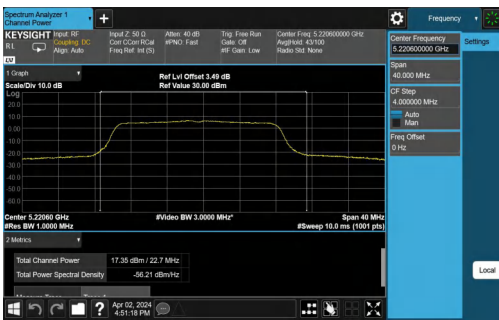 Spectrum Analyzer 1
Channel Power
+
Frequency
KEYSIGHT
Input: RF
Coupling: DC
Align: Auto
Input Z: 50 Ω
Corr CCorr RCal
Freq Ref: Int (S)
Atten: 40 dB
#PNO: Fast
Trig: Free Run
Gate: Off
#IF Gain: Low
Center Freq: 5.220600000 GHz
Avg|Hold: 43/100
Radio Std: None
RL
LXI
Center Frequency
5.220600000 GHz
Settings
Span
40.000 MHz
CF Step
4.000000 MHz
Auto
Man
Freq Offset
0 Hz
Local
1 Graph
Scale/Div 10.0 dB
Ref Lvl Offset 3.49 dB
Ref Value 30.00 dBm
Log
20.0
10.0
0.00
-10.0
-20.0
-30.0
-40.0
-50.0
-60.0
Center 5.22060 GHz
#Res BW 1.0000 MHz
#Video BW 3.0000 MHz*
Span 40 MHz
#Sweep 10.0 ms (1001 pts)
2 Metrics
Total Channel Power
17.35 dBm / 22.7 MHz
Total Power Spectral Density
-56.21 dBm/Hz
?
Apr 02, 2024
4:51:18 PM